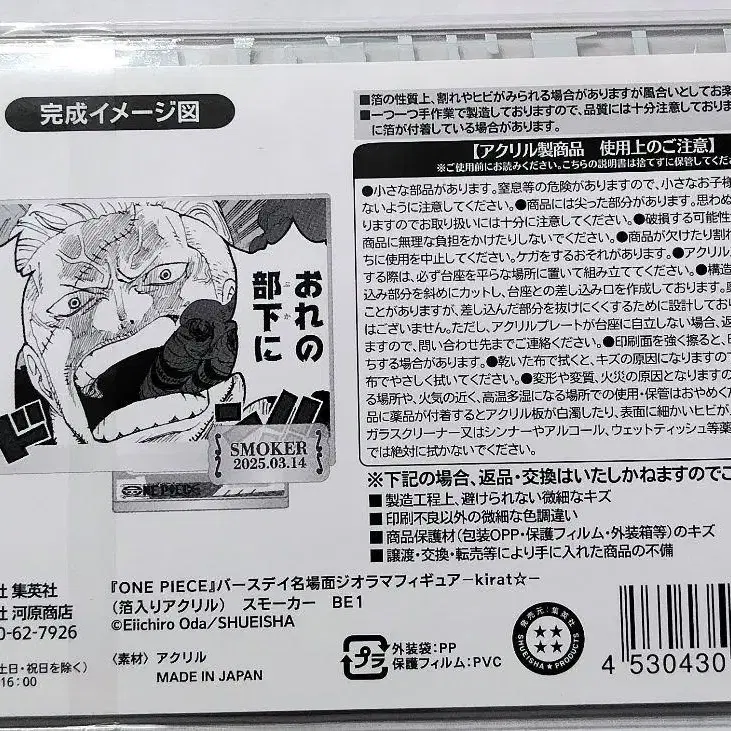 完成イメージ図
■箔の性質上、割れやヒビがみられる場合がありますが風合いとしてお楽
■一つ一つ手作業で製造しておりますので、品質には十分注意しておりま
に箔が付着している場合があります。
【アクリル製商品 使用上のご注意】
※ご使用前にお読みください。こちらの説明書は捨てずに保管してくださ
●小さな部品があります。窒息等の危険がありますので、小さなお子様
ないように注意してください。●商品には尖った部分があります。思わぬ
りますのでお取り扱いには十分に注意してください。●破損する可能性
商品に無理な負担をかけたりしないでください。●商品が欠けたり割れ
ちに使用を中止してください。ケガをするおそれがあります。●アクリル
する際は、必ず台座を平らな場所に置いて組み立ててください。●構造
込み部分を斜めにカットし、台座との差し込み口を作成しております。
ことがありますが、差し込んだ部分を抜けにくくするために設計しており
はございません。ただし、アクリルプレートが台座に自立しない場合、返
ますので、問い合わせ先までご連絡ください。●印刷面を強く擦ると、
ちする場合があります。●乾いた布で拭くと、キズの原因になりますので
布でやさしく拭いてください。●変形や変質、火災の原因となりますの
る場所や、火気の近く、高温多湿になる場所での使用・保管はおやめくだ
品に薬品が付着するとアクリル板が白濁したり、表面に細かいヒビが
ガラスクリーナー又はシンナーやアルコール、ウェットティッシュ等薬
では絶対に拭かないでください。
おれの
部下に
ぶか
ド
SMOKER
2025.03.14
ONE PIECE
※下記の場合、返品・交換はいたしかねますのでご
■製造工程上、避けられない微細なキズ
■印刷不良以外の微細な色調違い
■商品保護材(包装OPP・保護フィルム・外装箱等)のキズ
■譲渡・交換・転売等により手に入れた商品の不備
社 集英社
社 河原商店
0-62-7926
土日・祝日を除く)
16:00
『ONE PIECE』バースデイ名場面ジオラマフィギュア-kirat☆-
(箔入りアクリル) スモーカー BE1
©Eiichiro Oda/SHUEISHA
〈素材〉 アクリル
MADE IN JAPAN
プラ
外装袋:PP
保護フィルム:PVC
発売元:集英社
SHUEISHA★PRODUCTS
4 530430